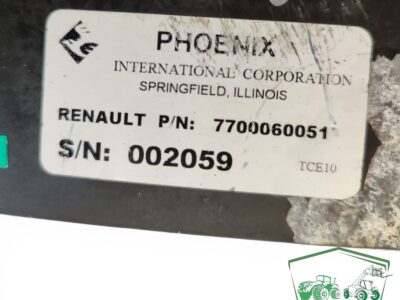 PHOENIX
INTERNATIONAL CORPORATION
SPRINGFIELD, ILLINOIS
RENAULT P/N: 7700060051
S/N: 002059
TCE10